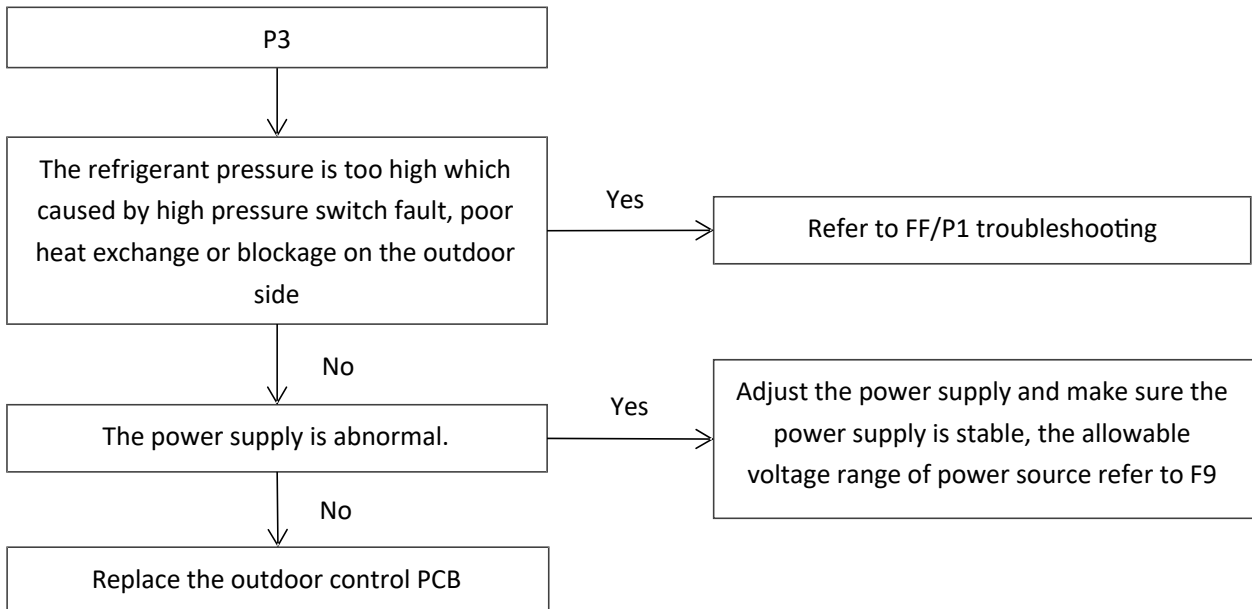 P3
The refrigerant pressure is too high which
caused by high pressure switch fault, poor
heat exchange or blockage on the outdoor
side
Yes
Refer to FF/P1 troubleshooting
No
The power supply is abnormal.
Yes
Adjust the power supply and make sure the
power supply is stable, the allowable
voltage range of power source refer to F9
No
Replace the outdoor control PCB